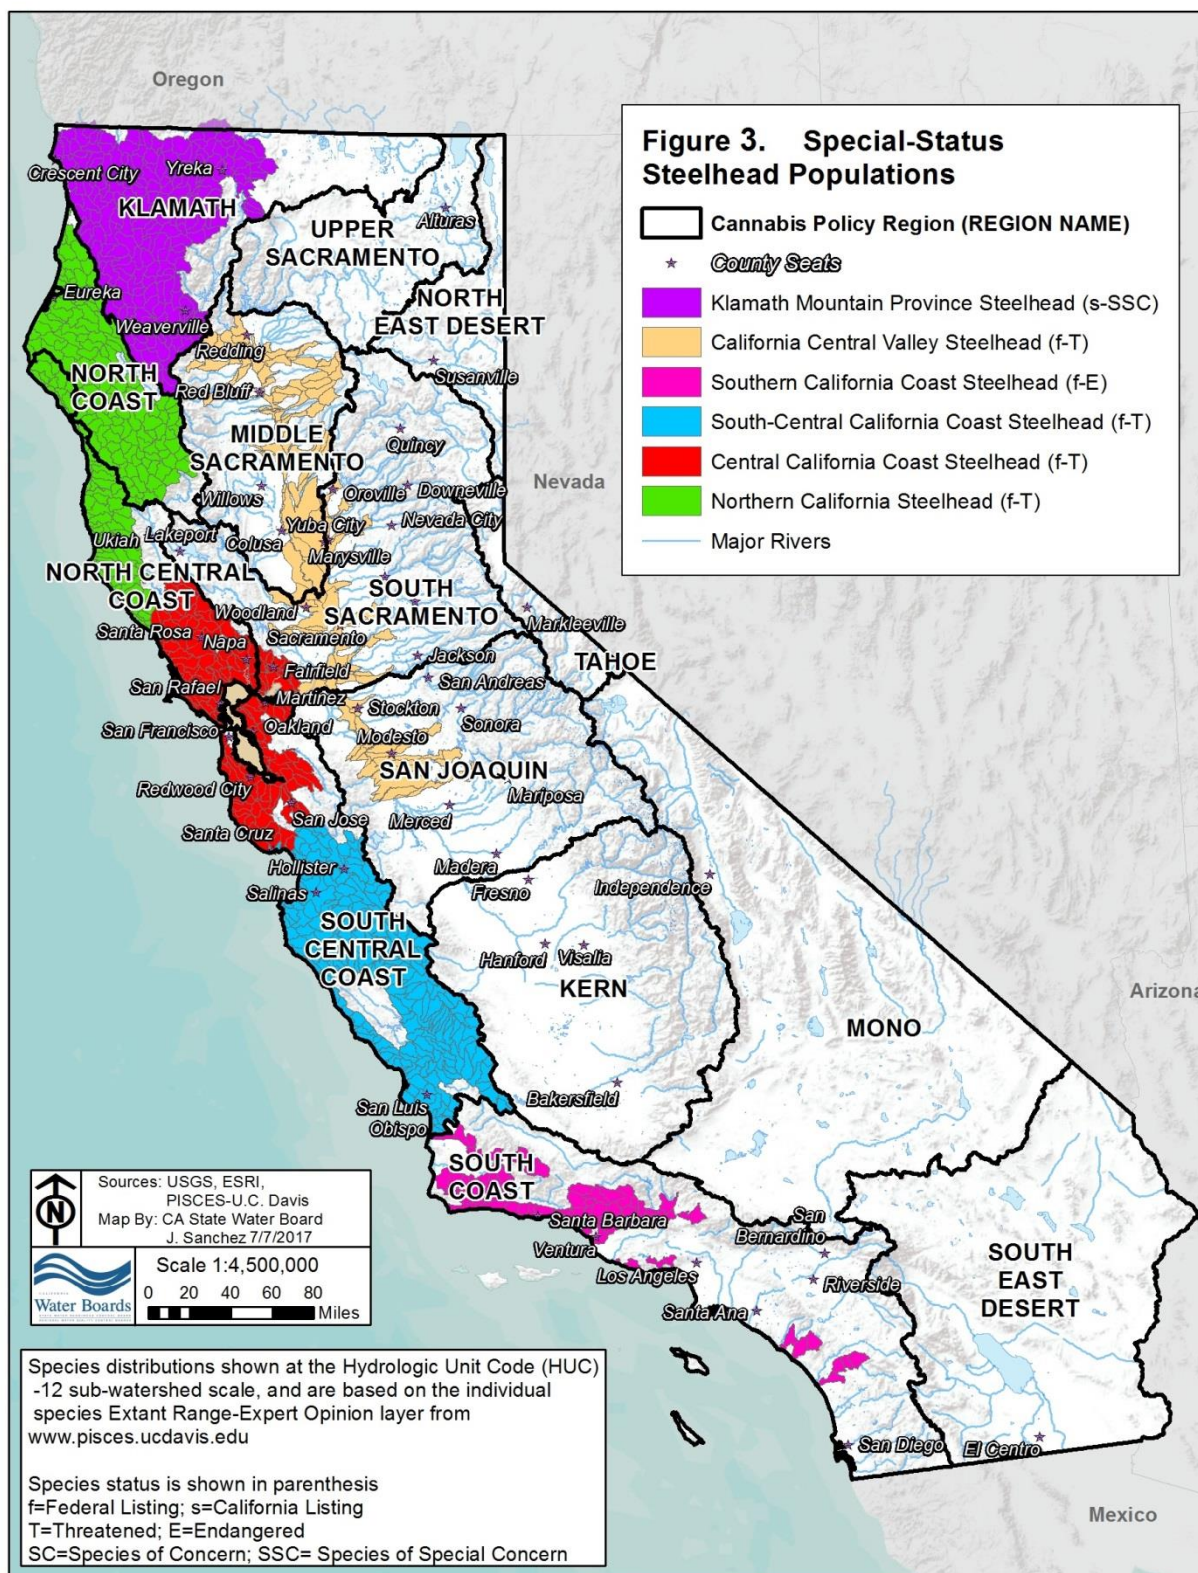 Oregon
Figure 3. Special-Status
Steelhead Populations
Cannabis Policy Region (REGION NAME)
County Seats
Klamath Mountain Province Steelhead (s-SSC)
California Central Valley Steelhead (f-T)
Southern California Coast Steelhead (f-E)
South-Central California Coast Steelhead (f-T)
Central California Coast Steelhead (f-T)
Northern California Steelhead (f-T)
Major Rivers
Crescent City
Yreka
KLAMATH
Alturas
UPPER
SACRAMENTO
NORTH
EAST DESERT
Eureka
Weaverville
Redding
Susanville
NORTH
COAST
Red Bluff
MIDDLE
SACRAMENTO
Quincy
Willows
Oroville
Downeville
Nevada
Yuba City
Nevada City
Ukiah
Lakeport
Colusa
Marysville
NORTH CENTRAL
COAST
SOUTH
SACRAMENTO
Woodland
Markleeville
Santa Rosa
Napa
Sacramento
Jackson
TAHOE
Fairfield
San Andreas
San Rafael
Martinez
Stockton
Sonora
San Francisco
Oakland
Modesto
SAN JOAQUIN
Redwood City
Mariposa
San Jose
Merced
Santa Cruz
Hollister
Madera
Salinas
Fresno
Independence
SOUTH
CENTRAL
COAST
Hanford
Visalia
KERN
Arizona
MONO
San Luis
Obispo
Bakersfield
SOUTH
COAST
Santa Barbara
San
Bernardino
Ventura
Los Angeles
Riverside
SOUTH
EAST
DESERT
Santa Ana
San Diego
El Centro
Mexico
N
Sources: USGS, ESRI,
PISCES-U.C. Davis
Map By: CA State Water Board
J. Sanchez 7/7/2017
CALIFORNIA
Water Boards
Scale 1:4,500,000
0 20 40 60 80
Miles
Species distributions shown at the Hydrologic Unit Code (HUC)
-12 sub-watershed scale, and are based on the individual
species Extant Range-Expert Opinion layer from
www.pisces.ucdavis.edu
Species status is shown in parenthesis
f=Federal Listing; s=California Listing
T=Threatened; E=Endangered
SC=Species of Concern; SSC= Species of Special Concern